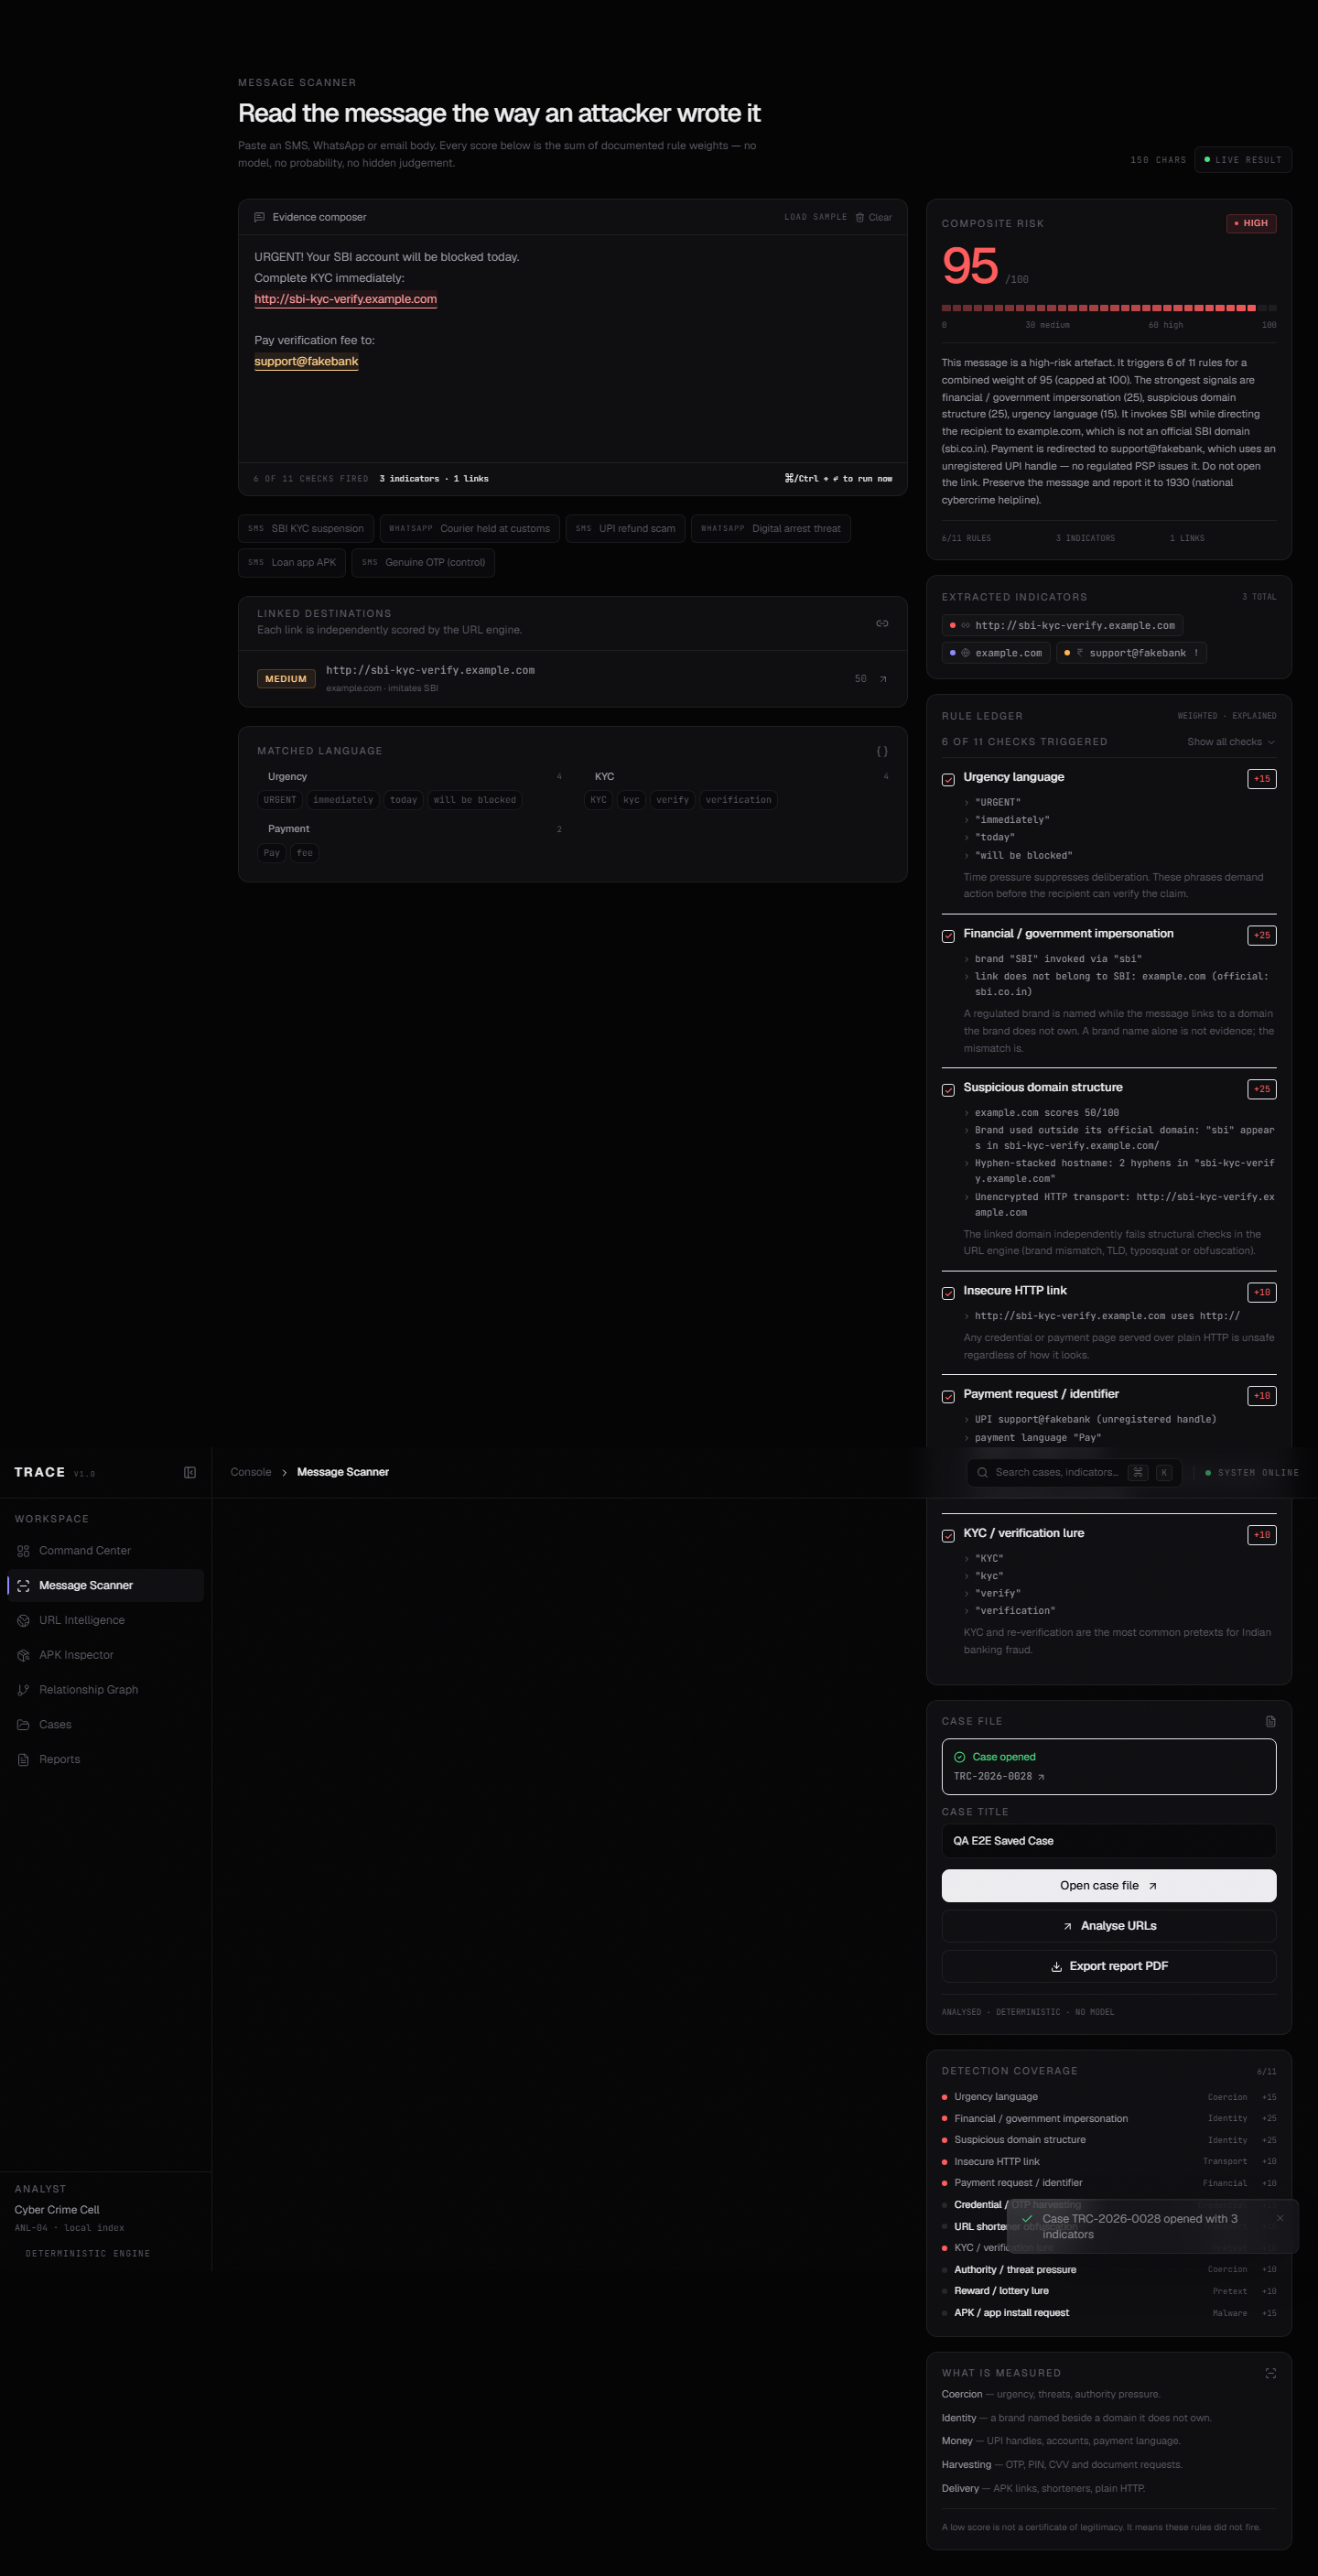 MESSAGE SCANNER
Read the message the way an attacker wrote it
Paste an SMS, WhatsApp or email body. Every score below is the sum of documented rule weights — no
model, no probability, no hidden judgement.
150 CHARS
LIVE RESULT
Evidence composer
LOAD SAMPLE
Clear
URGENT! Your SBI account will be blocked today.
Complete KYC immediately:
http://sbi-kyc-verify.example.com
Pay verification fee to:
support@fakebank
6 OF 11 CHECKS FIRED 3 indicators · 1 links
⌘/Ctrl + ⏎ to run now
SMS SBI KYC suspension
WHATSAPP Courier held at customs
SMS UPI refund scam
WHATSAPP Digital arrest threat
SMS Loan app APK
SMS Genuine OTP (control)
LINKED DESTINATIONS
Each link is independently scored by the URL engine.
MEDIUM
http://sbi-kyc-verify.example.com
example.com · imitates SBI
50
MATCHED LANGUAGE
{}
Urgency 4
URGENT immediately today will be blocked
KYC 4
KYC kyc verify verification
Payment 2
Pay fee
COMPOSITE RISK
HIGH
95 /100
0 30 medium 60 high 100
This message is a high-risk artefact. It triggers 6 of 11 rules for a
combined weight of 95 (capped at 100). The strongest signals are
financial / government impersonation (25), suspicious domain
structure (25), urgency language (15). It invokes SBI while directing
the recipient to example.com, which is not an official SBI domain
(sbi.co.in). Payment is redirected to support@fakebank, which uses an
unregistered UPI handle — no regulated PSP issues it. Do not open
the link. Preserve the message and report it to 1930 (national
cybercrime helpline).
6/11 RULES 3 INDICATORS 1 LINKS
EXTRACTED INDICATORS
3 TOTAL
http://sbi-kyc-verify.example.com
example.com
₹ support@fakebank !
RULE LEDGER
WEIGHTED · EXPLAINED
6 OF 11 CHECKS TRIGGERED
Show all checks
Urgency language
+15
› "URGENT"
› "immediately"
› "today"
› "will be blocked"
Time pressure suppresses deliberation. These phrases demand
action before the recipient can verify the claim.
Financial / government impersonation
+25
› brand "SBI" invoked via "sbi"
› link does not belong to SBI: example.com (official:
sbi.co.in)
A regulated brand is named while the message links to a domain
the brand does not own. A brand name alone is not evidence; the
mismatch is.
Suspicious domain structure
+25
› example.com scores 50/100
› Brand used outside its official domain: "sbi" appear
s in sbi-kyc-verify.example.com/
› Hyphen-stacked hostname: 2 hyphens in "sbi-kyc-verif
y.example.com"
› Unencrypted HTTP transport: http://sbi-kyc-verify.ex
ample.com
The linked domain independently fails structural checks in the
URL engine (brand mismatch, TLD, typosquat or obfuscation).
Insecure HTTP link
+10
› http://sbi-kyc-verify.example.com uses http://
Any credential or payment page served over plain HTTP is unsafe
regardless of how it looks.
Payment request / identifier
+10
› UPI support@fakebank (unregistered handle)
› payment language "Pay"
TRACE V1.0
Console › Message Scanner
Search cases, indicators... ⌘ K
SYSTEM ONLINE
WORKSPACE
Command Center
Message Scanner
URL Intelligence
APK Inspector
Relationship Graph
Cases
Reports
ANALYST
Cyber Crime Cell
ANL-04 · local index
DETERMINISTIC ENGINE
KYC / verification lure
+10
› "KYC"
› "kyc"
› "verify"
› "verification"
KYC and re-verification are the most common pretexts for Indian
banking fraud.
CASE FILE
Case opened
TRC-2026-0028
CASE TITLE
QA E2E Saved Case
Open case file
Analyse URLs
Export report PDF
ANALYSED · DETERMINISTIC · NO MODEL
DETECTION COVERAGE
6/11
Urgency language Coercion +15
Financial / government impersonation Identity +25
Suspicious domain structure Identity +25
Insecure HTTP link Transport +10
Payment request / identifier Financial +10
Credential / OTP harvesting
URL shortener obfuscation
KYC / verification lure
Case TRC-2026-0028 opened with 3
indicators
Authority / threat pressure Coercion +10
Reward / lottery lure Pretext +10
APK / app install request Malware +15
WHAT IS MEASURED
Coercion — urgency, threats, authority pressure.
Identity — a brand named beside a domain it does not own.
Money — UPI handles, accounts, payment language.
Harvesting — OTP, PIN, CVV and document requests.
Delivery — APK links, shorteners, plain HTTP.
A low score is not a certificate of legitimacy. It means these rules did not fire.